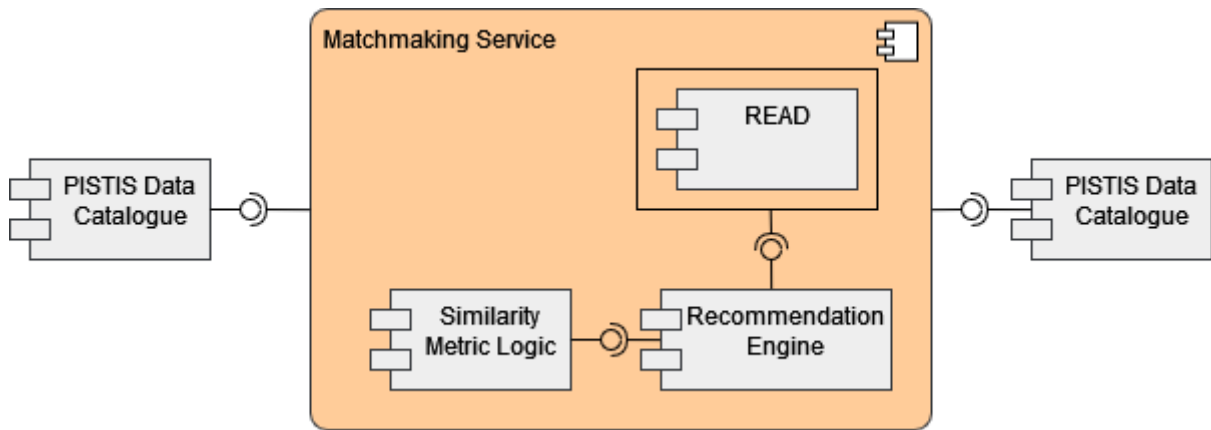 Matchmaking Service
READ
PISTIS Data
Catalogue
PISTIS Data
Catalogue
Similarity
Metric Logic
Recommendation
Engine